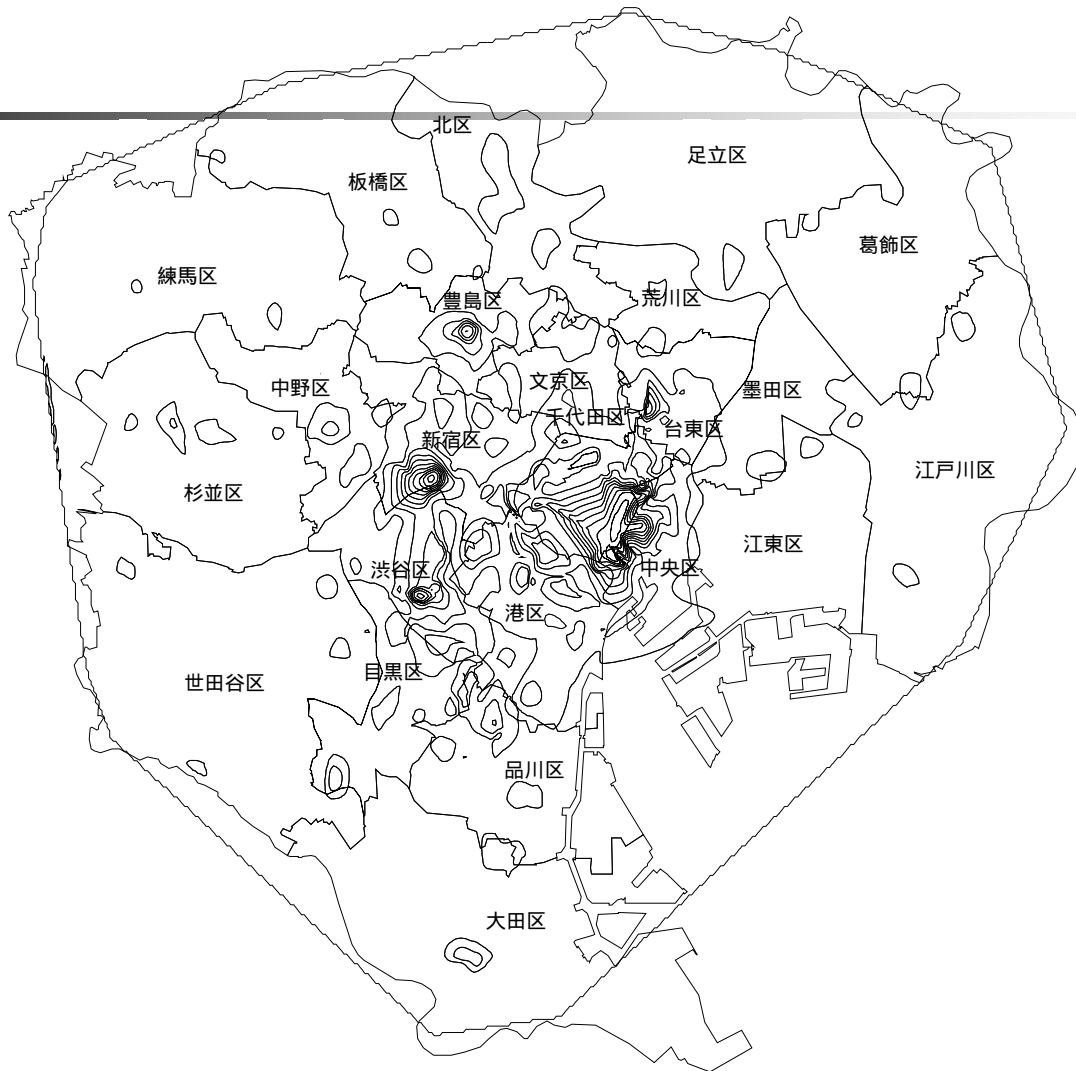 北区
足立区
板橋区
葛飾区
練馬区
豊島区
荒川区
文京区
中野区
墨田区
千代田区
台東区
新宿区
江戸川区
杉並区
江東区
渋谷区
中央区
港区
目黒区
世田谷区
品川区
大田区